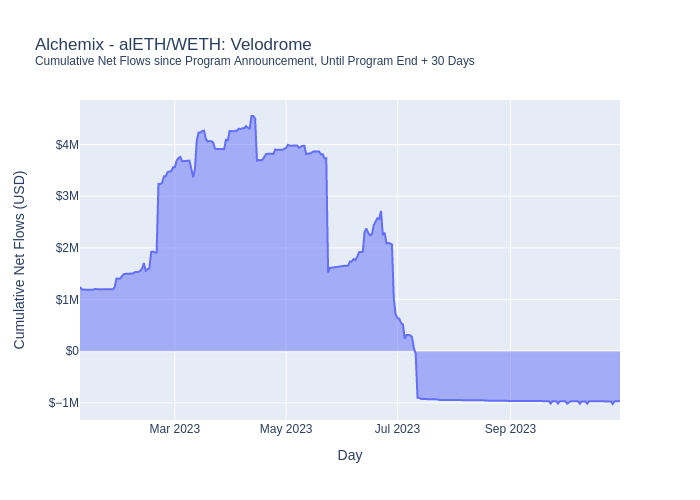 Alchemix - alETH/WETH: Velodrome
Cumulative Net Flows since Program Announcement, Until Program End + 30 Days
Cumulative Net Flows (USD)
$4M
$3M
$2M
$1M
$0
$−1M
Mar 2023
May 2023
Jul 2023
Sep 2023
Day